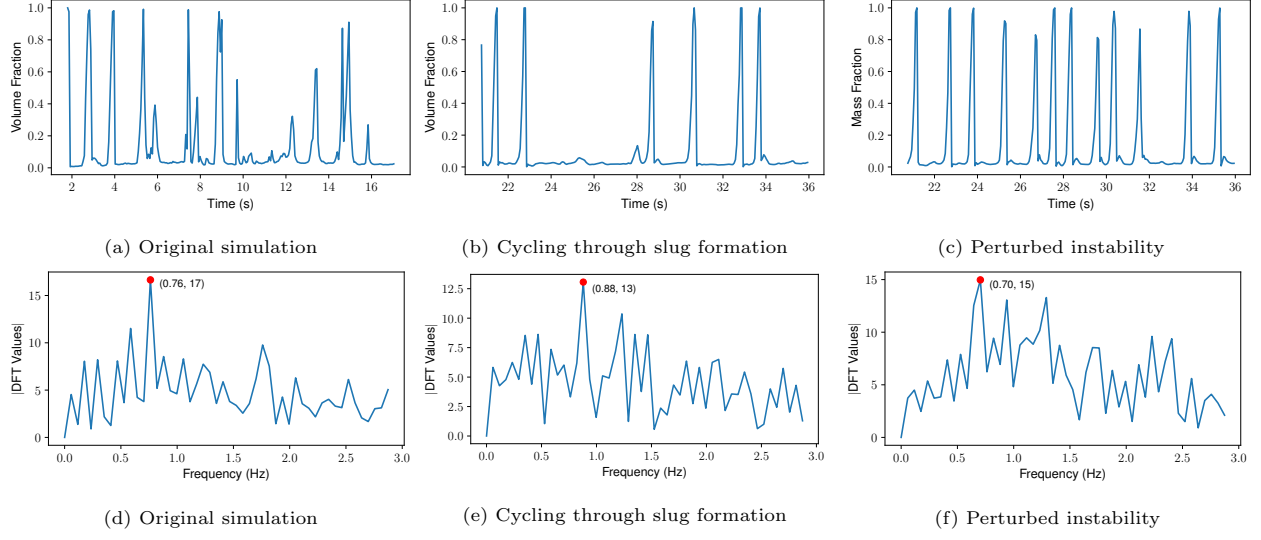 1.0
0.8
0.6
0.4
0.2
0.0
Volume Fraction
2 4 6 8 10 12 14 16
Time (s)
(a) Original simulation
1.0
0.8
0.6
0.4
0.2
0.0
Volume Fraction
22 24 26 28 30 32 34 36
Time (s)
(b) Cycling through slug formation
1.0
0.8
0.6
0.4
0.2
0.0
Mass Fraction
22 24 26 28 30 32 34 36
Time (s)
(c) Perturbed instability
15
10
5
0
|DFT Values|
(0.76, 17)
0.0 0.5 1.0 1.5 2.0 2.5 3.0
Frequency (Hz)
(d) Original simulation
12.5
10.0
7.5
5.0
2.5
0.0
|DFT Values|
(0.88, 13)
0.0 0.5 1.0 1.5 2.0 2.5 3.0
Frequency (Hz)
(e) Cycling through slug formation
15
10
5
0
|DFT Values|
(0.70, 15)
0.0 0.5 1.0 1.5 2.0 2.5 3.0
Frequency (Hz)
(f) Perturbed instability